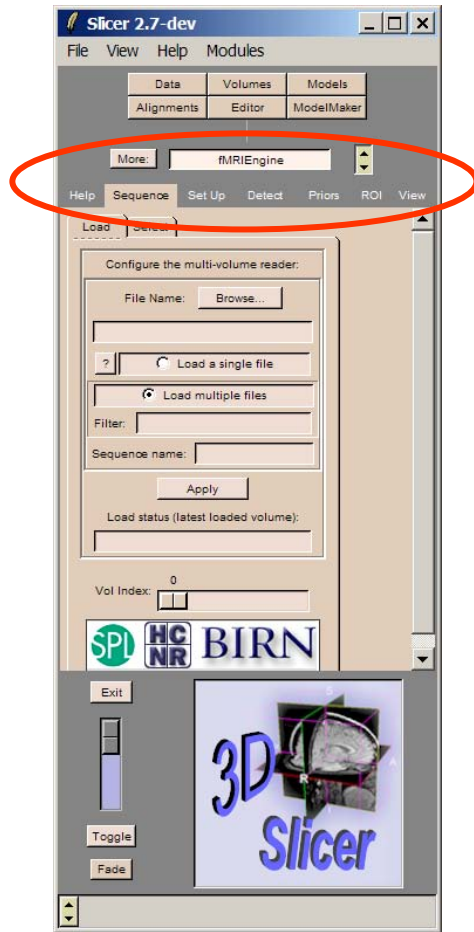 Slicer 2.7-dev
File View Help Modules
Data Volumes Models
Alignments Editor ModelMaker
More: fMRIEngine
Help Sequence Set Up Detect Priors ROI View
Load Select
Configure the multi-volume reader:
File Name: Browse...
? Load a single file
Load multiple files
Filter:
Sequence name:
Apply
Load status (latest loaded volume):
0
Vol Index:
SPL HC NR BIRN
Exit
S
A
R
I
3D
Toggle
Slicer
Fade